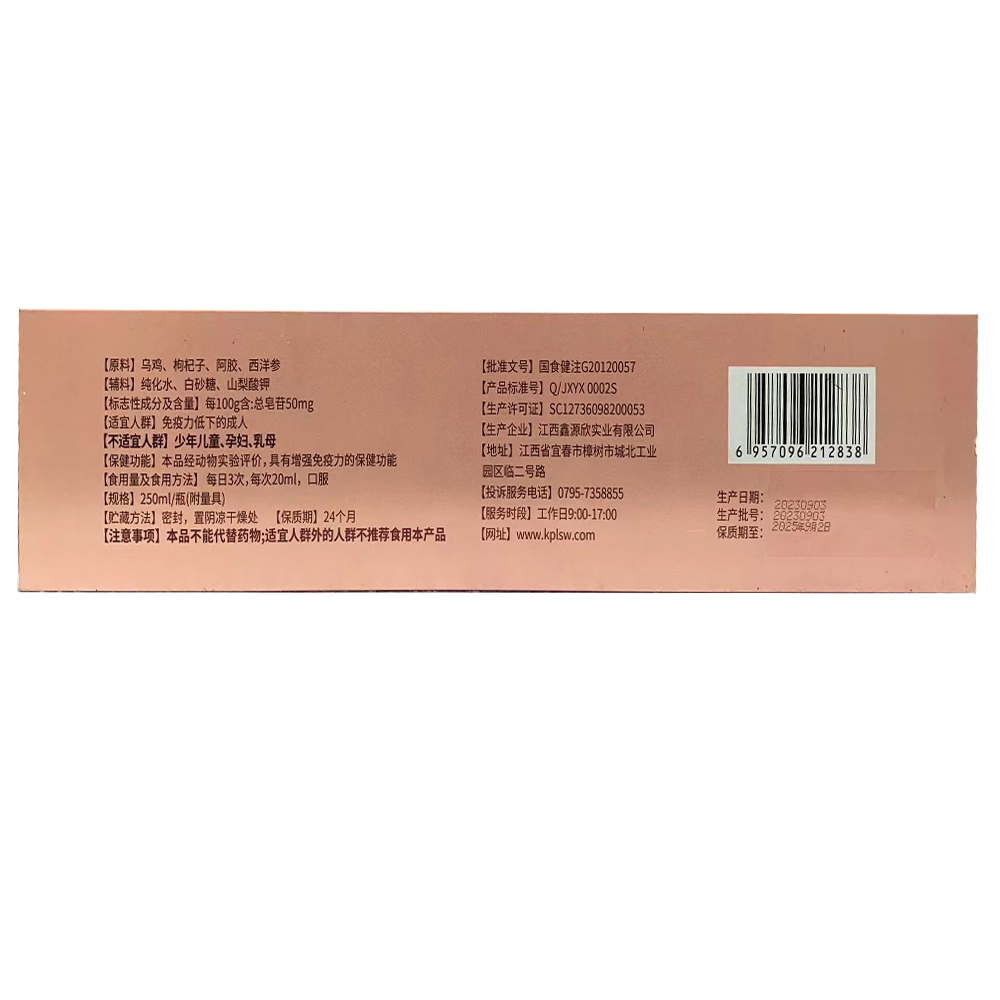 【原料】乌鸡、枸杞子、阿胶、西洋参
【辅料】纯化水、白砂糖、山梨酸钾
【标志性成分及含量】每100g含:总皂苷50mg
【适宜人群】免疫力低下的成人
【不适宜人群】少年儿童、孕妇、乳母
【保健功能】本品经动物实验评价,具有增强免疫力的保健功能
【食用量及食用方法】每日3次,每次20ml，口服
【规格】250ml/瓶(附量具)
【贮藏方法】密封，置阴凉干燥处 【保质期】24个月
【注意事项】本品不能代替药物;适宜人群外的人群不推荐食用本产品
【批准文号】国食健注G20120057
【产品标准号】Q/JXYX 0002S
【生产许可证】SC12736098200053
【生产企业】江西鑫源欣实业有限公司
【地址】江西省宜春市樟树市城北工业
园区临二号路
【投诉服务电话】0795-7358855
【服务时段】工作日9:00-17:00
【网址】www.kplsw.com
6 957096 212838
生产日期: 20230903
生产批号: 20230903
保质期至: 2025年9月2日